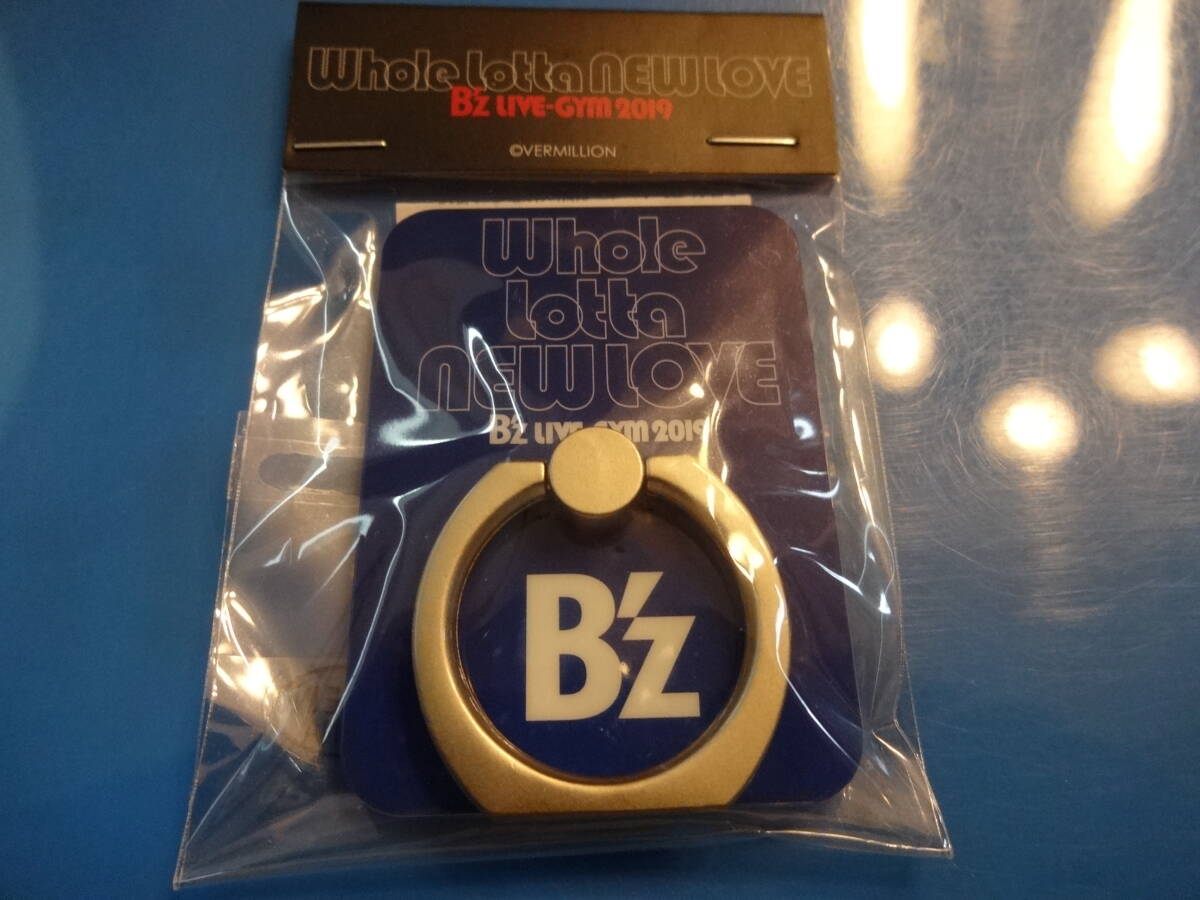 Whole Lotta NEW LOVE
B'z LIVE-GYM 2019
©VERMILLION
Whole
Lotta
NEW LOVE
B'z LIVE-GYM 2019
B'z